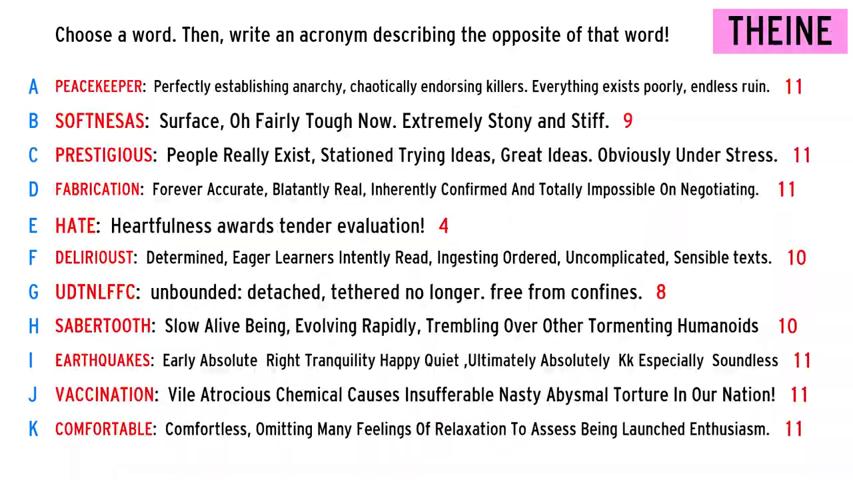 Choose a word. Then, write an acronym describing the opposite of that word!
THEINE
A PEACEKEEPER: Perfectly establishing anarchy, chaotically endorsing killers. Everything exists poorly, endless ruin. 11
B SOFTNESAS: Surface, Oh Fairly Tough Now. Extremely Stony and Stiff. 9
C PRESTIGIOUS: People Really Exist, Stationed Trying Ideas, Great Ideas. Obviously Under Stress. 11
D FABRICATION: Forever Accurate, Blatantly Real, Inherently Confirmed And Totally Impossible On Negotiating. 11
E HATE: Heartfulness awards tender evaluation! 4
F DELIRIOUST: Determined, Eager Learners Intently Read, Ingesting Ordered, Uncomplicated, Sensible texts. 10
G UDTNLFFC: unbounded: detached, tethered no longer. free from confines. 8
H SABERTOOTH: Slow Alive Being, Evolving Rapidly, Trembling Over Other Tormenting Humanoids 10
I EARTHQUAKES: Early Absolute Right Tranquility Happy Quiet ,Ultimately Absolutely Kk Especially Soundless 11
J VACCINATION: Vile Atrocious Chemical Causes Insufferable Nasty Abysmal Torture In Our Nation! 11
K COMFORTABLE: Comfortless, Omitting Many Feelings Of Relaxation To Assess Being Launched Enthusiasm. 11